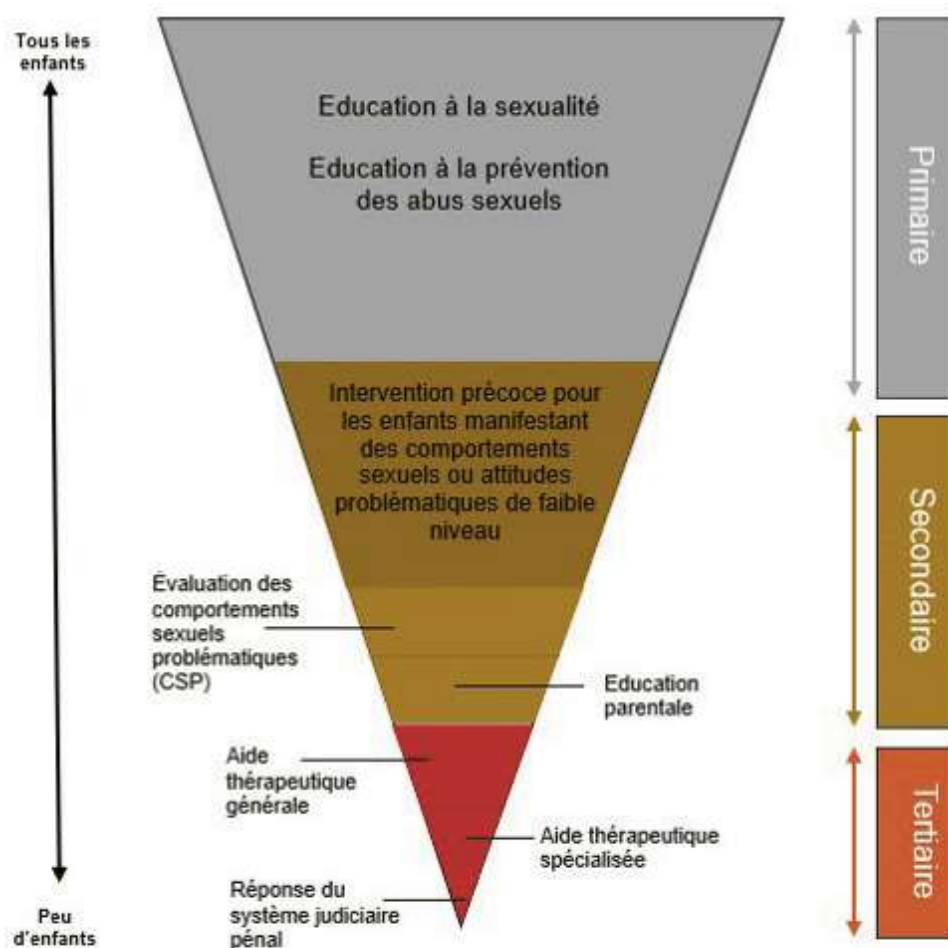 Tous les
enfants
Education à la sexualité
Education à la prévention
des abus sexuels
Primaire
Intervention précoce pour
les enfants manifestant
des comportements
sexuels ou attitudes
problématiques de faible
niveau
Secondaire
Évaluation des
comportements
sexuels
problématiques
(CSP)
Education
parentale
Aide
thérapeutique
générale
Aide thérapeutique
spécialisée
Tertiaire
Réponse du
système judiciaire
pénal
Peu
d'enfants